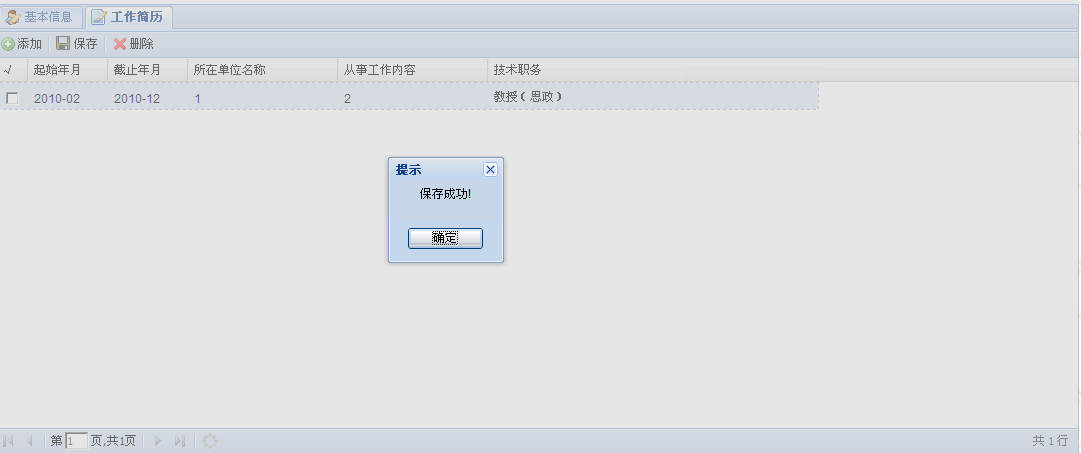 基本信息 工作简历
添加 保存 删除
√ 起始年月 截止年月 所在单位名称 从事工作内容 技术职务
2010-02 2010-12 1 2 教授（思政）
提示
保存成功!
确定
第 1 页,共1页 共 1 行